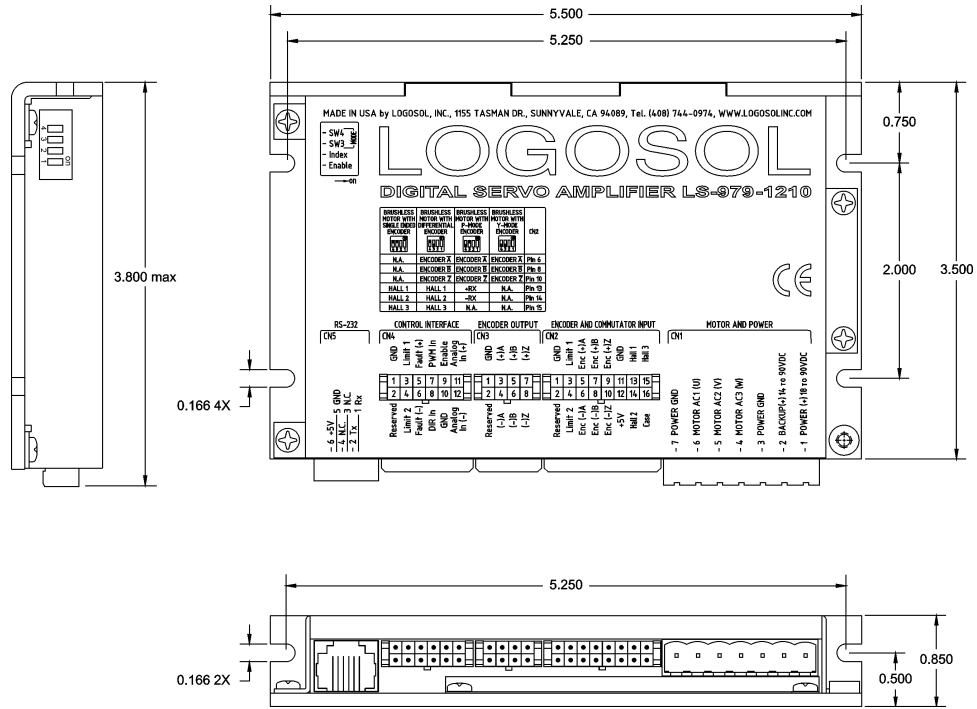 5.500
5.250
MADE IN USA by LOGOSOL, INC., 1155 TASMAN DR., SUNNYVALE, CA 94089, Tel. (408) 744-0974, WWW.LOGOSOLINC.COM
- SW4
- SW3
MODE
- Index
- Enable
on
LOGOSOL
DIGITAL SERVO AMPLIFIER LS-979-1210
4 3 2 1 on
3.800 max
0.750
2.000
3.500
BRUSHLESS MOTOR WITH SINGLE ENDED ENCODER
BRUSHLESS MOTOR WITH DIFFERENTIAL ENCODER
BRUSHLESS MOTOR WITH P-MODE ENCODER
BRUSHLESS MOTOR WITH Y-MODE ENCODER
CN2
N.A. ENCODER A̅ ENCODER A̅ ENCODER A̅ Pin 6
N.A. ENCODER B̅ ENCODER B̅ ENCODER B̅ Pin 8
N.A. ENCODER Z̅ ENCODER Z̅ ENCODER Z̅ Pin 10
HALL 1 HALL 1 +RX N.A. Pin 13
HALL 2 HALL 2 -RX N.A. Pin 14
HALL 3 HALL 3 N.A. N.A. Pin 15
CE
RS-232 CONTROL INTERFACE ENCODER OUTPUT ENCODER AND COMMUTATOR INPUT MOTOR AND POWER
CN5 CN4 CN3 CN2 CN1
GND
Limit 1
Fault (+)
PWM In
Enable
Analog In (+)
GND
(+)A
(+)B
(+)Z
GND
Limit 1
Enc (+)A
Enc (+)B
Enc (+)Z
GND
Hall 1
Hall 3
1 3 5 7 9 11
2 4 6 8 10 12
1 3 5 7
2 4 6 8
1 3 5 7 9 11 13 15
2 4 6 8 10 12 14 16
Reserved
Limit 2
Fault (-)
DIR In
GND
Analog In (-)
Reserved
(-)A
(-)B
(-)Z
Reserved
Limit 2
Enc (-)A
Enc (-)B
Enc (-)Z
+5V
Hall 2
Case
- 6 +5V
5 GND
- 4 N.C.
3 N.C.
- 2 Tx
1 Rx
- 7 POWER GND
- 6 MOTOR AC1 (U)
- 5 MOTOR AC2 (V)
- 4 MOTOR AC3 (W)
- 3 POWER GND
- 2 BACKUP(+)14 to 90VDC
- 1 POWER (+)18 to 90VDC
0.166 4X
5.250
0.166 2X
0.500
0.850